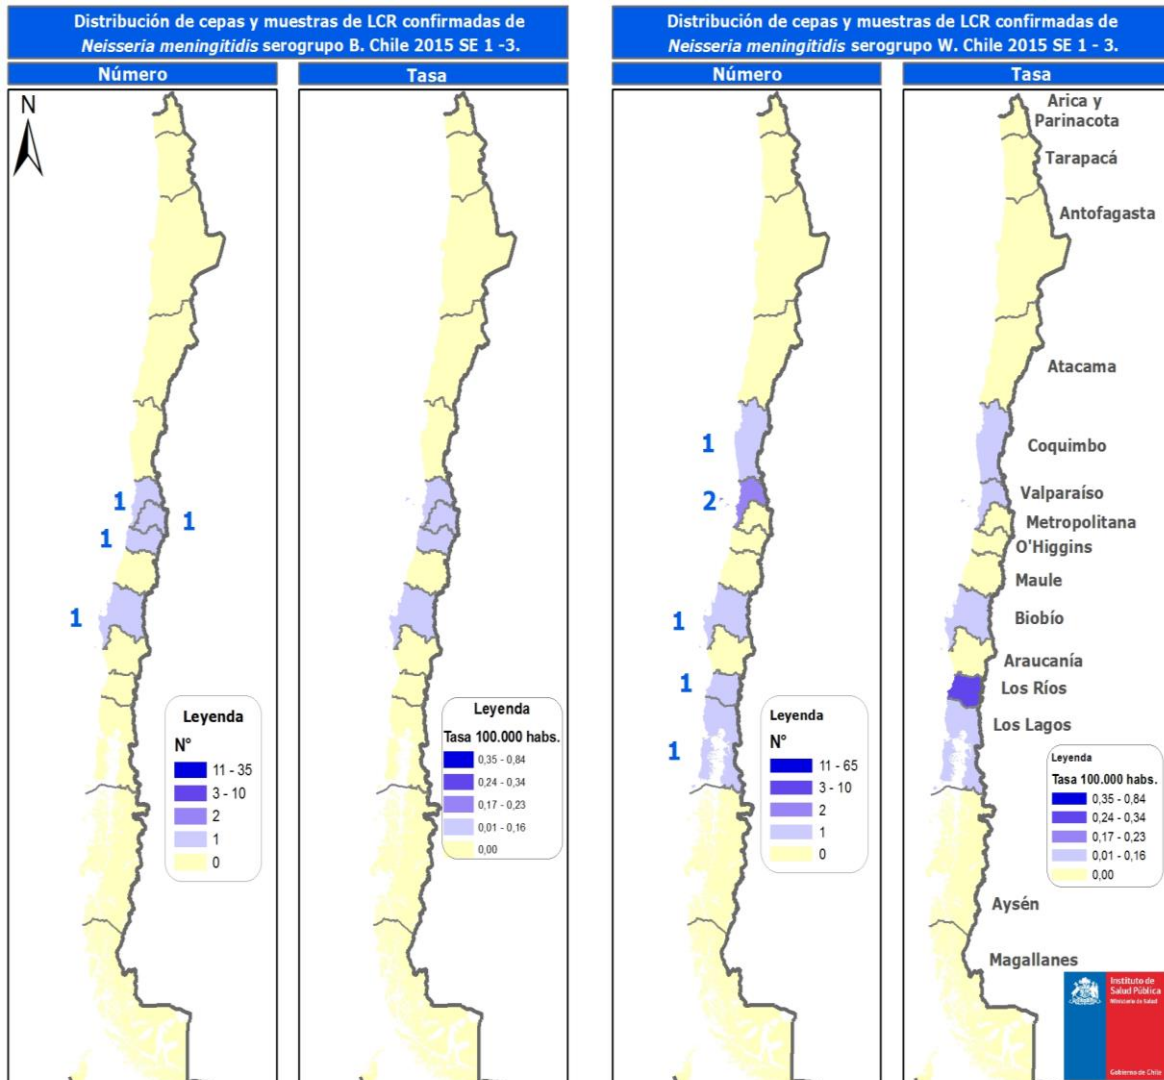 Distribución de cepas y muestras de LCR confirmadas de
Neisseria meningitidis serogrupo B. Chile 2015 SE 1 -3.
Número
Tasa
N
1
1
1
1
Leyenda
N°
11 - 35
3 - 10
2
1
0
Leyenda
Tasa 100.000 habs.
0,35 - 0,84
0,24 - 0,34
0,17 - 0,23
0,01 - 0,16
0,00
Distribución de cepas y muestras de LCR confirmadas de
Neisseria meningitidis serogrupo W. Chile 2015 SE 1 - 3.
Número
Tasa
1
2
1
1
1
Leyenda
N°
11 - 65
3 - 10
2
1
0
Arica y
Parinacota
Tarapacá
Antofagasta
Atacama
Coquimbo
Valparaíso
Metropolitana
O'Higgins
Maule
Biobío
Araucanía
Los Ríos
Los Lagos
Leyenda
Tasa 100.000 habs.
0,35 - 0,84
0,24 - 0,34
0,17 - 0,23
0,01 - 0,16
0,00
Aysén
Magallanes
Instituto de
Salud Pública
Ministerio de Salud
Gobierno de Chile